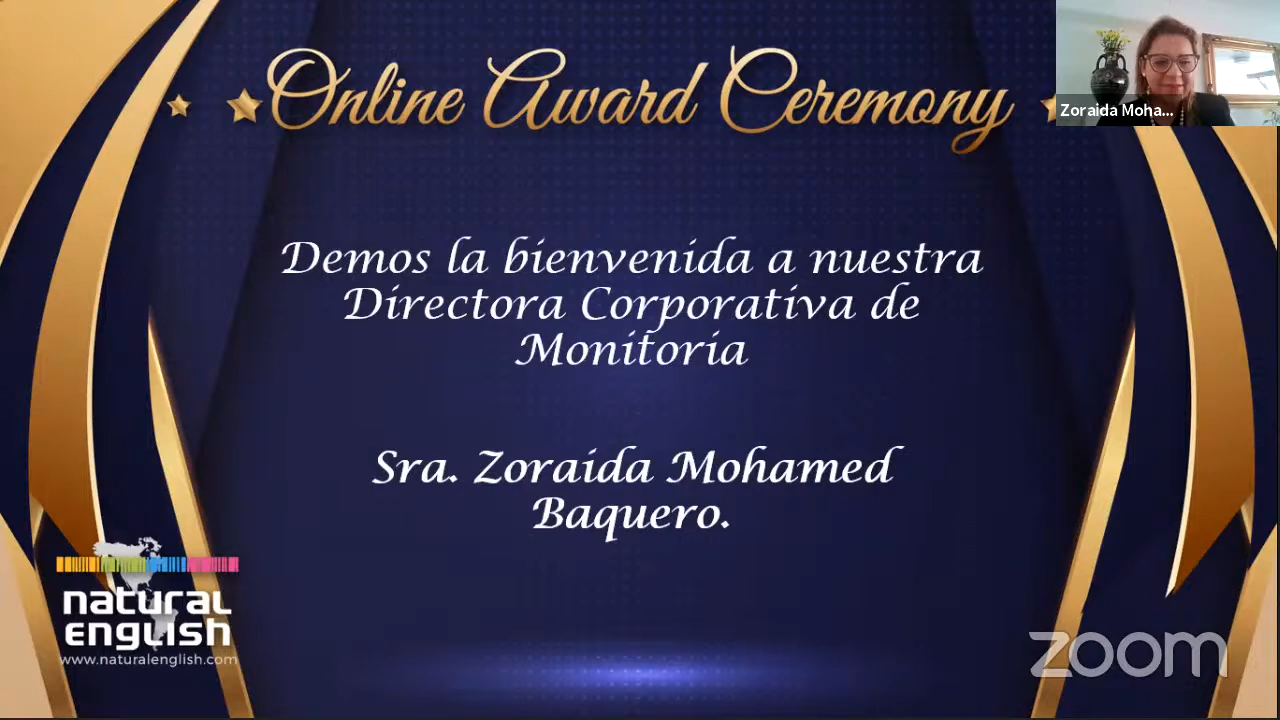 Online Award Ceremony
Zoraida Moha...
Demos la bienvenida a nuestra
Directora Corporativa de
Monitoria
Sra. Zoraida Mohamed
Baquero.
natural
english
www.naturalenglish.com
zoom